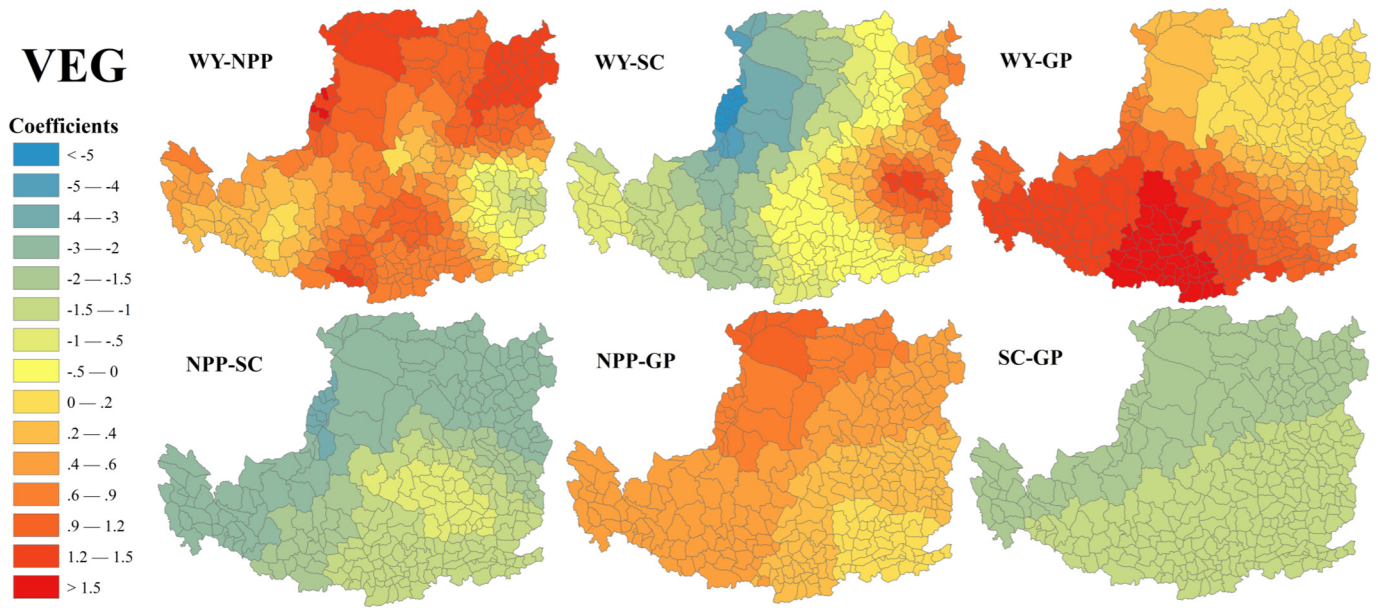 VEG
Coefficients
< -5
-5 — -4
-4 — -3
-3 — -2
-2 — -1.5
-1.5 — -1
-1 — -.5
-.5 — 0
0 — .2
.2 — .4
.4 — .6
.6 — .9
.9 — 1.2
1.2 — 1.5
> 1.5
WY-NPP
WY-SC
WY-GP
NPP-SC
NPP-GP
SC-GP